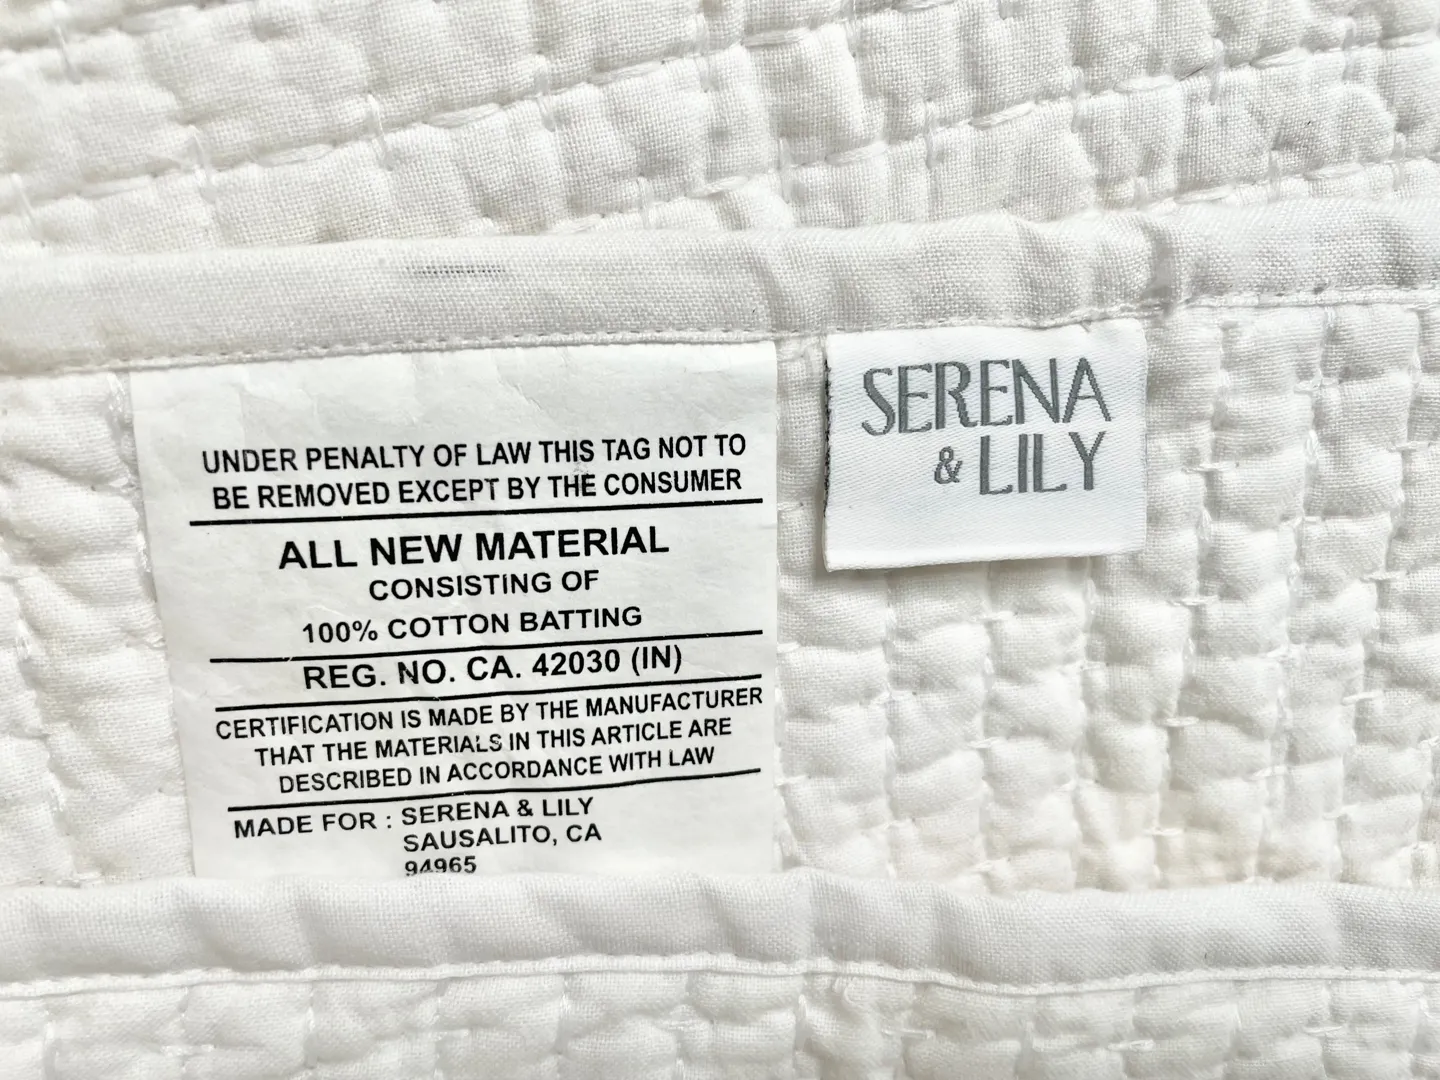 UNDER PENALTY OF LAW THIS TAG NOT TO
BE REMOVED EXCEPT BY THE CONSUMER
ALL NEW MATERIAL
CONSISTING OF
100% COTTON BATTING
REG. NO. CA. 42030 (IN)
CERTIFICATION IS MADE BY THE MANUFACTURER
THAT THE MATERIALS IN THIS ARTICLE ARE
DESCRIBED IN ACCORDANCE WITH LAW
MADE FOR : SERENA & LILY
SAUSALITO, CA
94965
SERENA
& LILY